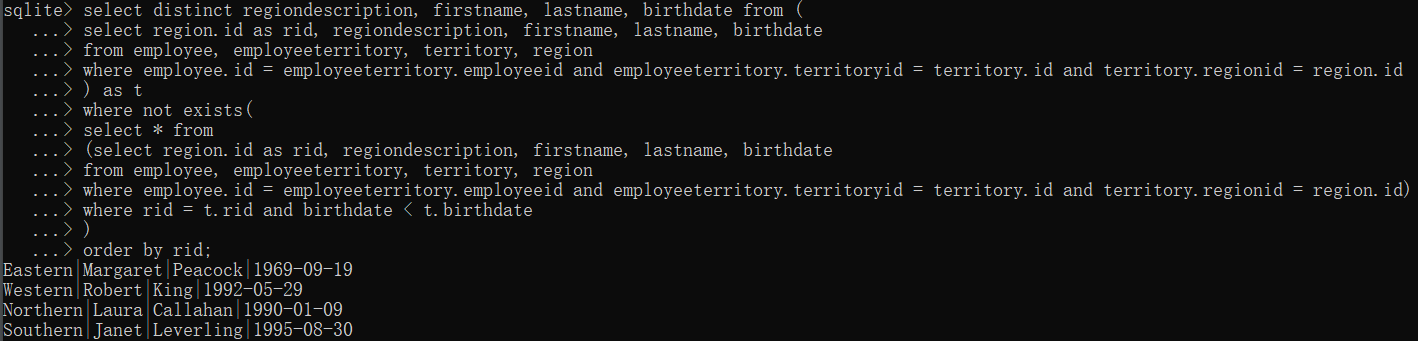 sqlite> select distinct regiondescription, firstname, lastname, birthdate from (
   ...> select region.id as rid, regiondescription, firstname, lastname, birthdate
   ...> from employee, employeeterritory, territory, region
   ...> where employee.id = employeeterritory.employeeid and employeeterritory.territoryid = territory.id and territory.regionid = region.id
   ...> ) as t
   ...> where not exists(
   ...> select * from
   ...> (select region.id as rid, regiondescription, firstname, lastname, birthdate
   ...> from employee, employeeterritory, territory, region
   ...> where employee.id = employeeterritory.employeeid and employeeterritory.territoryid = territory.id and territory.regionid = region.id)
   ...> where rid = t.rid and birthdate < t.birthdate
   ...> )
   ...> order by rid;
Eastern|Margaret|Peacock|1969-09-19
Western|Robert|King|1992-05-29
Northern|Laura|Callahan|1990-01-09
Southern|Janet|Leverling|1995-08-30